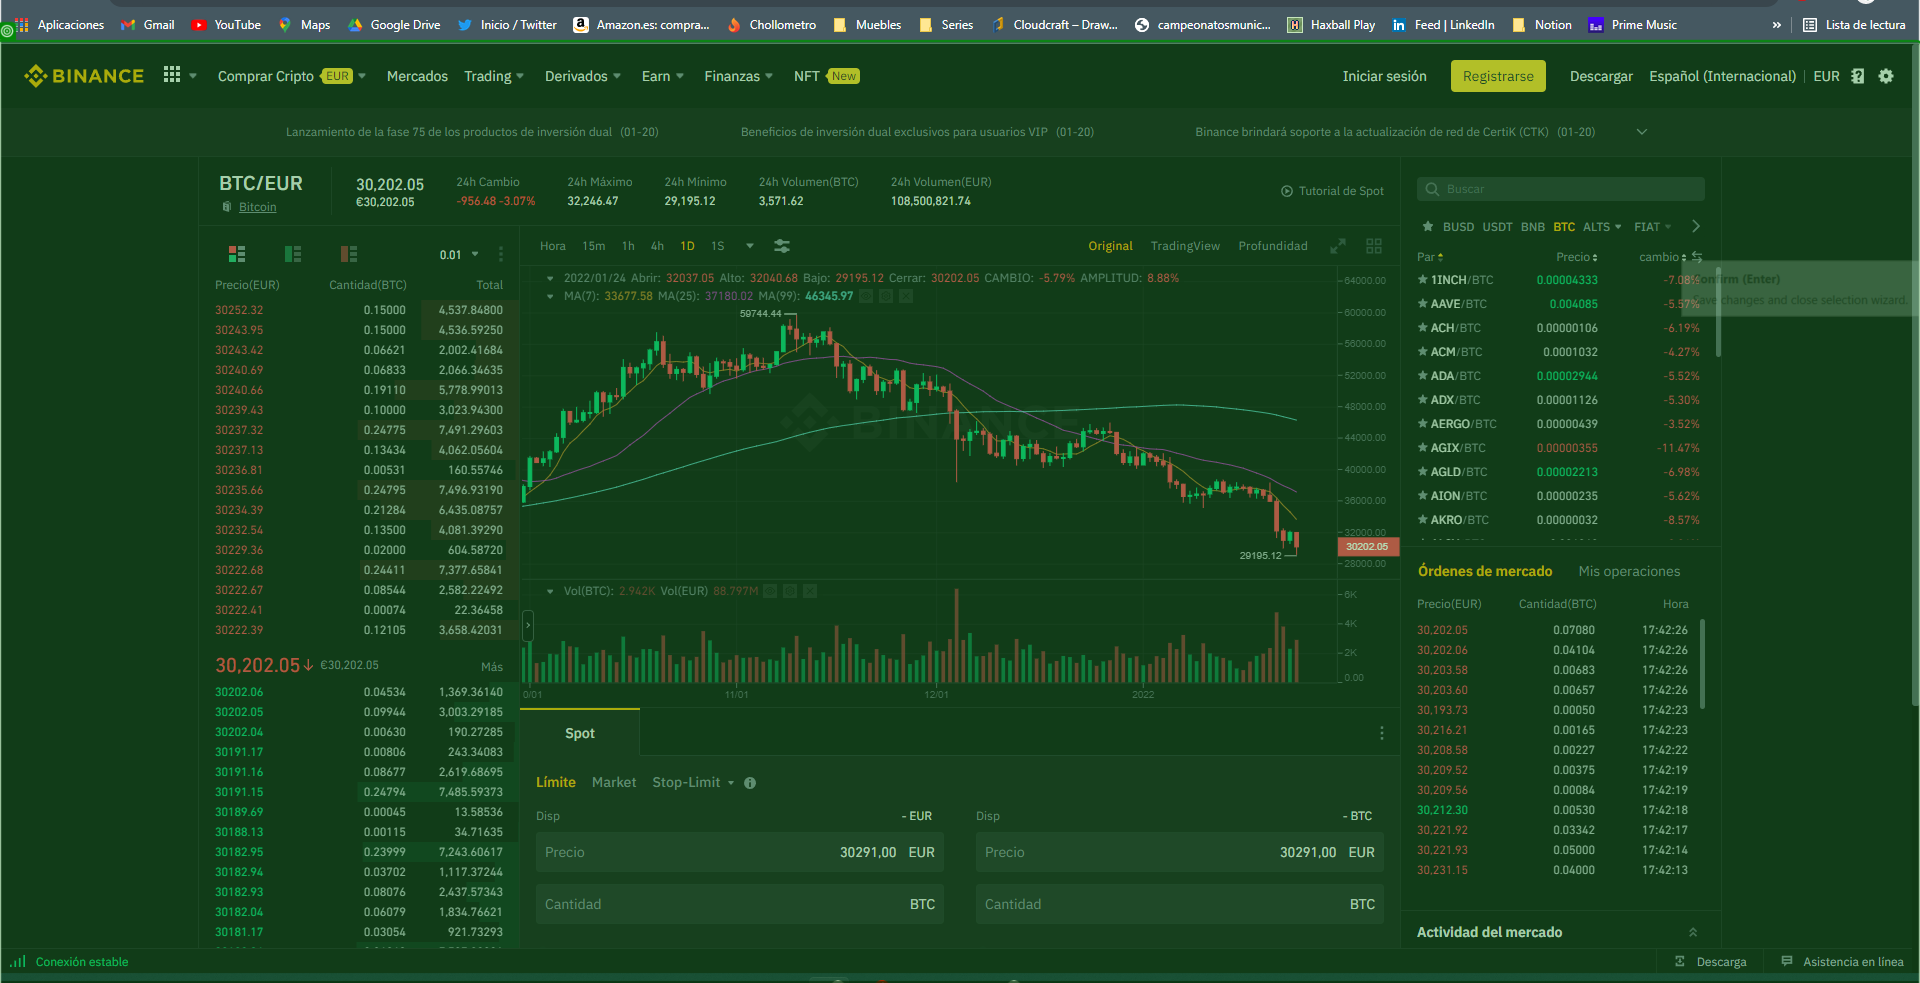 Aplicaciones Gmail YouTube Maps Google Drive Inicio / Twitter Amazon.es: compra... Chollometro Muebles Series Cloudcraft – Draw... campeonatosmunic... Haxball Play Feed | LinkedIn Notion Prime Music » Lista de lectura
BINANCE Comprar Cripto EUR Mercados Trading Derivados Earn Finanzas NFT New Iniciar sesión Registrarse Descargar Español (Internacional) EUR
Lanzamiento de la fase 75 de los productos de inversión dual (01-20) Beneficios de inversión dual exclusivos para usuarios VIP (01-20) Binance brindará soporte a la actualización de red de CertiK (CTK) (01-20)
BTC/EUR
Bitcoin
30,202.05
€30,202.05
24h Cambio
-956.48 -3.07%
24h Máximo
32,246.47
24h Mínimo
29,195.12
24h Volumen(BTC)
3,571.62
24h Volumen(EUR)
108,500,821.74
Tutorial de Spot
0.01
Precio(EUR) Cantidad(BTC) Total
30252.32 0.15000 4,537.84800
30243.95 0.15000 4,536.59250
30243.42 0.06621 2,002.41684
30240.69 0.06833 2,066.34635
30240.66 0.19110 5,778.99013
30239.43 0.10000 3,023.94300
30237.32 0.24775 7,491.29603
30237.13 0.13434 4,062.05604
30236.81 0.00531 160.55746
30235.66 0.24795 7,496.93190
30234.39 0.21284 6,435.08757
30232.54 0.13500 4,081.39290
30229.36 0.02000 604.58720
30222.68 0.24411 7,377.65841
30222.67 0.08544 2,582.22492
30222.41 0.00074 22.36458
30222.39 0.12105 3,658.42031
30,202.05↓ €30,202.05 Más
30202.06 0.04534 1,369.36140
30202.05 0.09944 3,003.29185
30202.04 0.00630 190.27285
30191.17 0.00806 243.34083
30191.16 0.08677 2,619.68695
30191.15 0.24794 7,485.59373
30189.69 0.00045 13.58536
30188.13 0.00115 34.71635
30182.95 0.23999 7,243.60617
30182.94 0.03702 1,117.37244
30182.93 0.08076 2,437.57343
30182.04 0.06079 1,834.76621
30181.17 0.03054 921.73293
Hora 15m 1h 4h 1D 1S Original TradingView Profundidad
2022/01/24 Abrir: 32037.05 Alto: 32040.68 Bajo: 29195.12 Cerrar: 30202.05 CAMBIO: -5.79% AMPLITUD: 8.88%
MA(7): 33677.58 MA(25): 37180.02 MA(99): 46345.97
59744.44
BINANCE
29195.12
64000.00
60000.00
56000.00
52000.00
48000.00
44000.00
40000.00
36000.00
32000.00
30202.05
28000.00
Vol(BTC): 2.942K Vol(EUR) 88.797M
6K
4K
2K
0.00
0/01 11/01 12/01 2022
Spot
Límite Market Stop-Limit
Disp - EUR Disp - BTC
Precio 30291,00 EUR Precio 30291,00 EUR
Cantidad BTC Cantidad BTC
Buscar
BUSD USDT BNB BTC ALTS FIAT
Par Precio cambio
1INCH/BTC 0.00004333 -7.08%
AAVE/BTC 0.004085 -5.57%
ACH/BTC 0.00000106 -6.19%
ACM/BTC 0.0001032 -4.27%
ADA/BTC 0.00002944 -5.52%
ADX/BTC 0.00001126 -5.30%
AERGO/BTC 0.00000439 -3.52%
AGIX/BTC 0.00000355 -11.47%
AGLD/BTC 0.00002213 -6.98%
AION/BTC 0.00000235 -5.62%
AKRO/BTC 0.00000032 -8.57%
Confirm (Enter)
Save changes and close selection wizard.
Órdenes de mercado Mis operaciones
Precio(EUR) Cantidad(BTC) Hora
30,202.05 0.07080 17:42:26
30,202.06 0.04104 17:42:26
30,203.58 0.00683 17:42:26
30,203.60 0.00657 17:42:26
30,193.73 0.00050 17:42:23
30,216.21 0.00165 17:42:23
30,208.58 0.00227 17:42:22
30,209.52 0.00375 17:42:19
30,209.56 0.00084 17:42:19
30,212.30 0.00530 17:42:18
30,221.92 0.03342 17:42:17
30,221.93 0.05000 17:42:14
30,231.15 0.04000 17:42:13
Actividad del mercado
Conexión estable Descarga Asistencia en línea